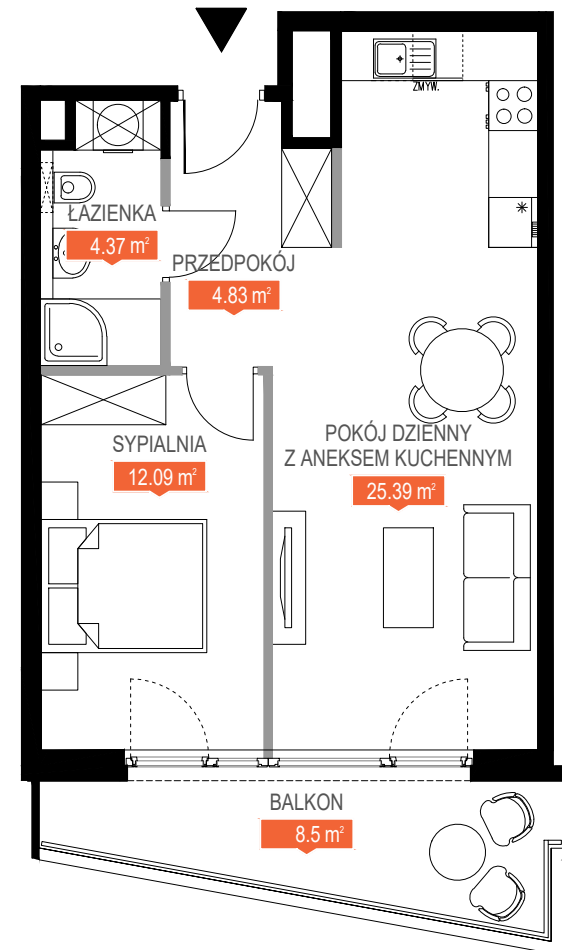 ZMYW.
ŁAZIENKA
4.37 m²
PRZEDPOKÓJ
4.83 m²
SYPIALNIA
12.09 m²
POKÓJ DZIENNY
Z ANEKSEM KUCHENNYM
25.39 m²
BALKON
8.5 m²